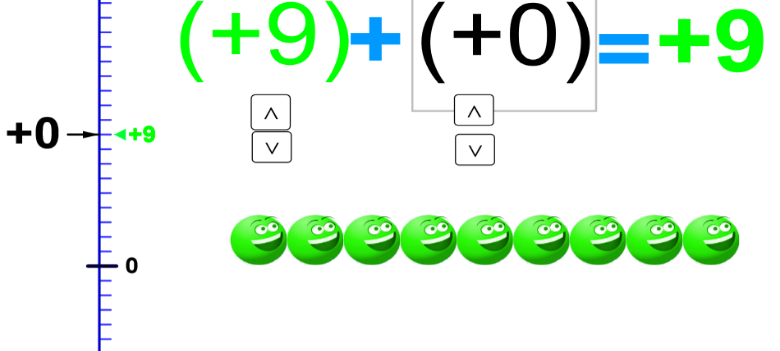 (+9)+(+0)=+9
^ ^
+0 +9
v v
0